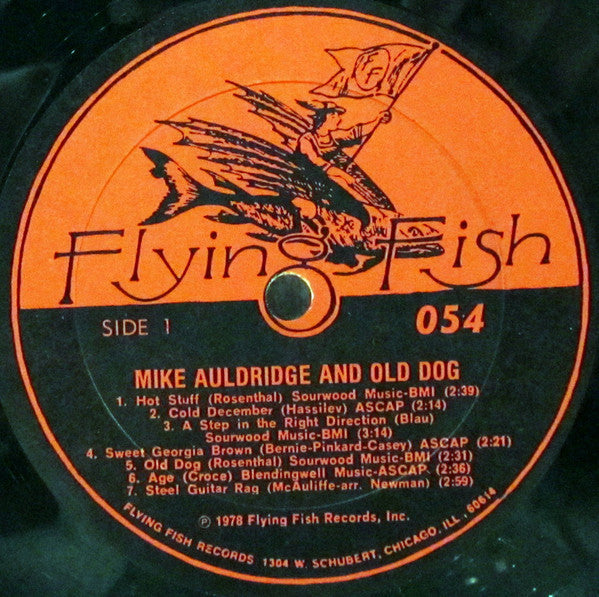 Flying Fish
SIDE 1
054
MIKE AULDRIDGE AND OLD DOG
1. Hot Stuff (Rosenthal) Sourwood Music-BMI (2:39)
2. Cold December (Hassilev) ASCAP (2:14)
3. A Step in the Right Direction (Blau)
Sourwood Music-BMI (3:14)
4. Sweet Georgia Brown (Bernie-Pinkard-Casey) ASCAP (2:21)
5. Old Dog (Rosenthal) Sourwood Music-BMI (2:31)
6. Age (Croce) Blendingwell Music-ASCAP. (2:36)
7. Steel Guitar Rag (McAuliffe-arr. Newman) (2:59)
℗ 1978 Flying Fish Records, Inc.
FLYING FISH RECORDS 1304 W. SCHUBERT, CHICAGO, ILL., 60614